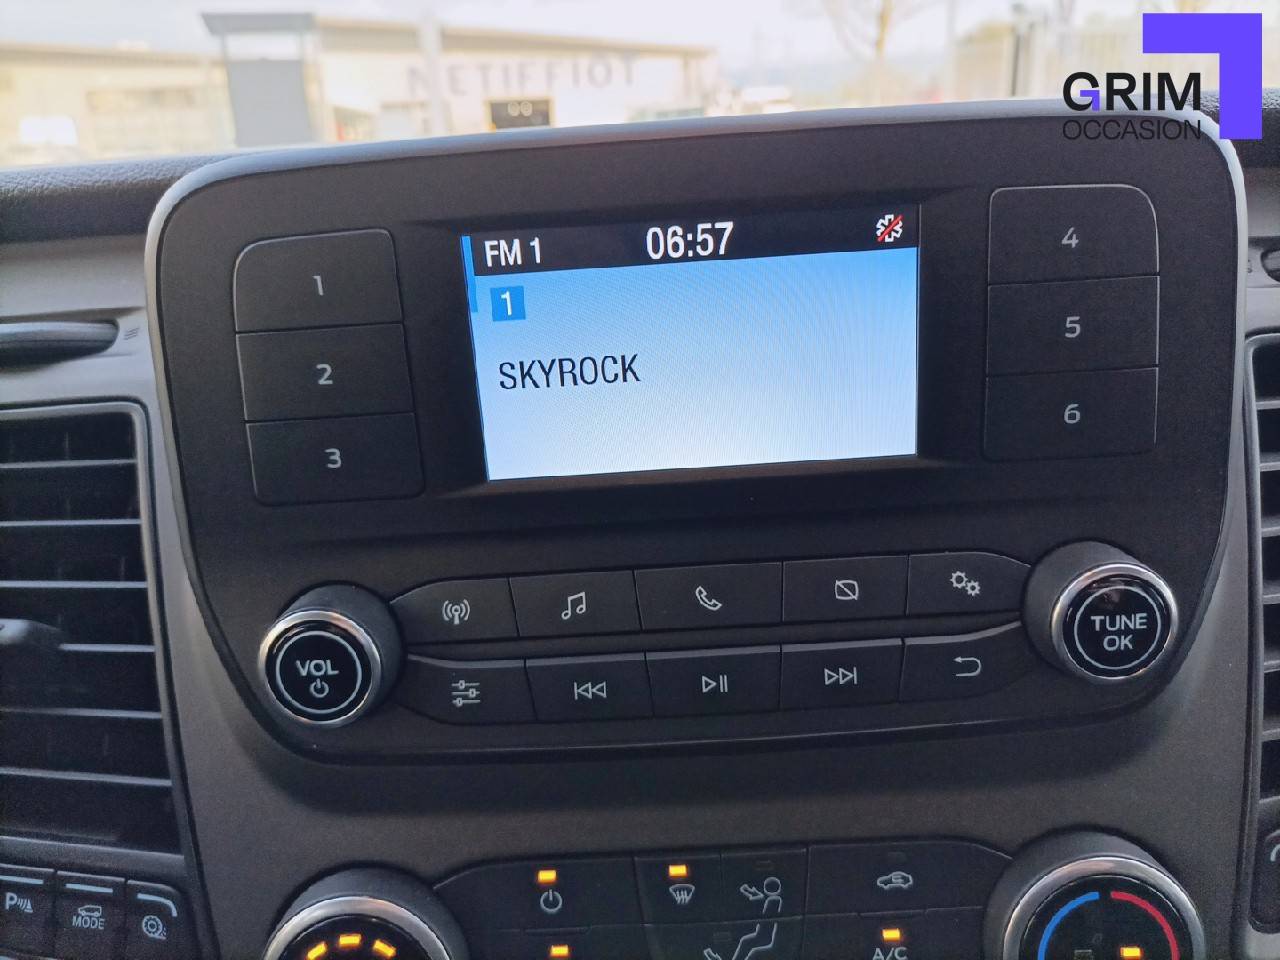 GRIM
OCCASION
FM 1
06:57
1
SKYROCK
1
2
3
4
5
6
VOL
TUNE
OK
P
MODE
A/C